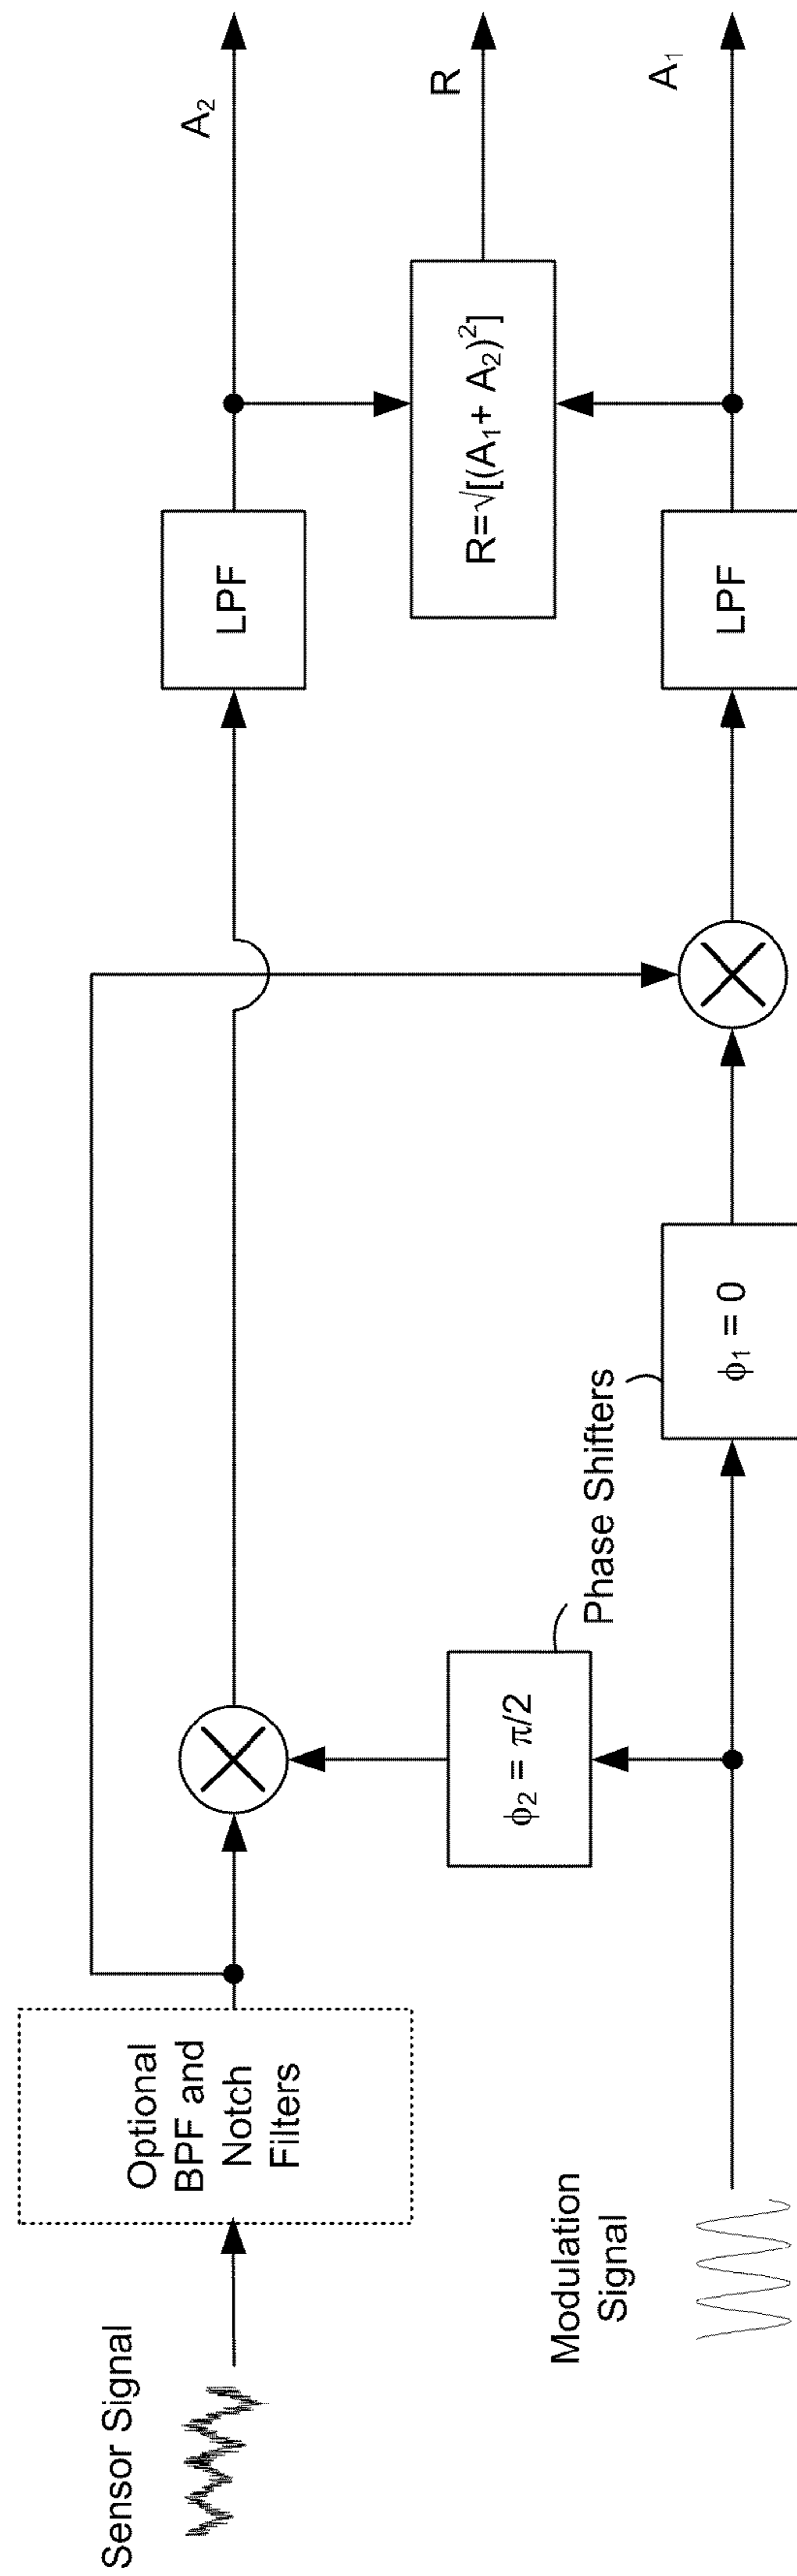 Sensor Signal
Optional
BPF and
Notch
Filters
Modulation
Signal
ϕ₂ = π/2
Phase Shifters
ϕ₁ = 0
LPF
LPF
R=√[(A₁+ A₂)²]
A₂
R
A₁